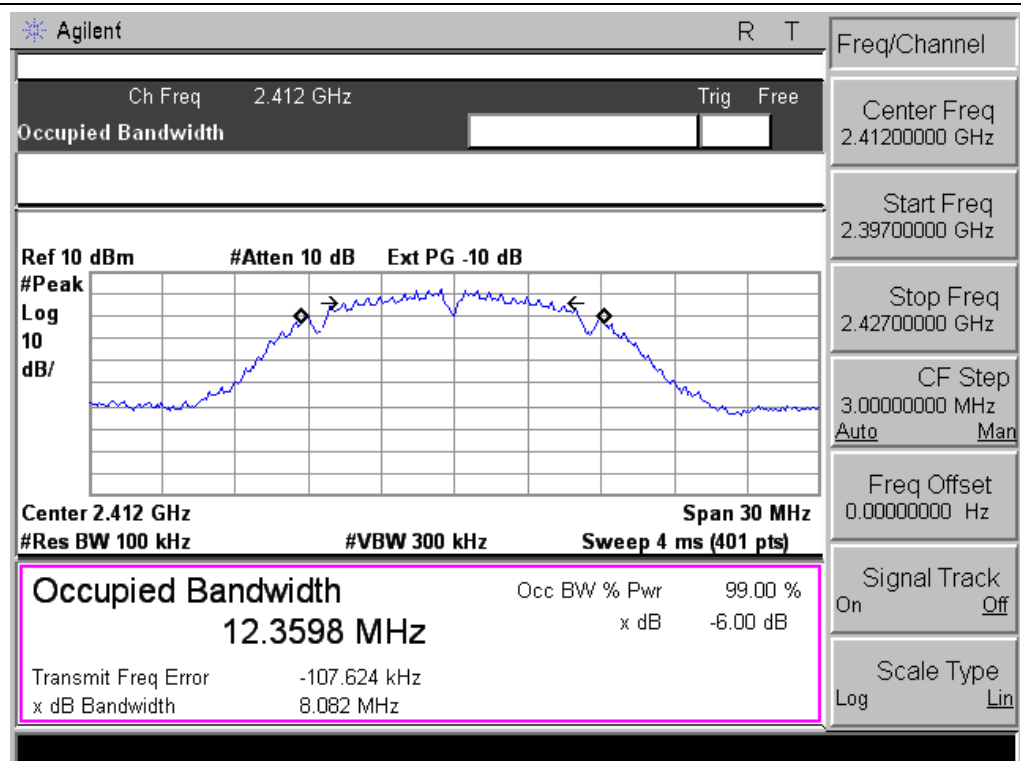 Agilent R T
Ch Freq 2.412 GHz Trig Free
Occupied Bandwidth
Ref 10 dBm #Atten 10 dB Ext PG -10 dB
#Peak
Log
10
dB/
Center 2.412 GHz Span 30 MHz
#Res BW 100 kHz #VBW 300 kHz Sweep 4 ms (401 pts)
Occupied Bandwidth Occ BW % Pwr 99.00 %
12.3598 MHz x dB -6.00 dB
Transmit Freq Error -107.624 kHz
x dB Bandwidth 8.082 MHz
Freq/Channel
Center Freq
2.41200000 GHz
Start Freq
2.39700000 GHz
Stop Freq
2.42700000 GHz
CF Step
3.00000000 MHz
Auto Man
Freq Offset
0.00000000 Hz
Signal Track
On Off
Scale Type
Log Lin